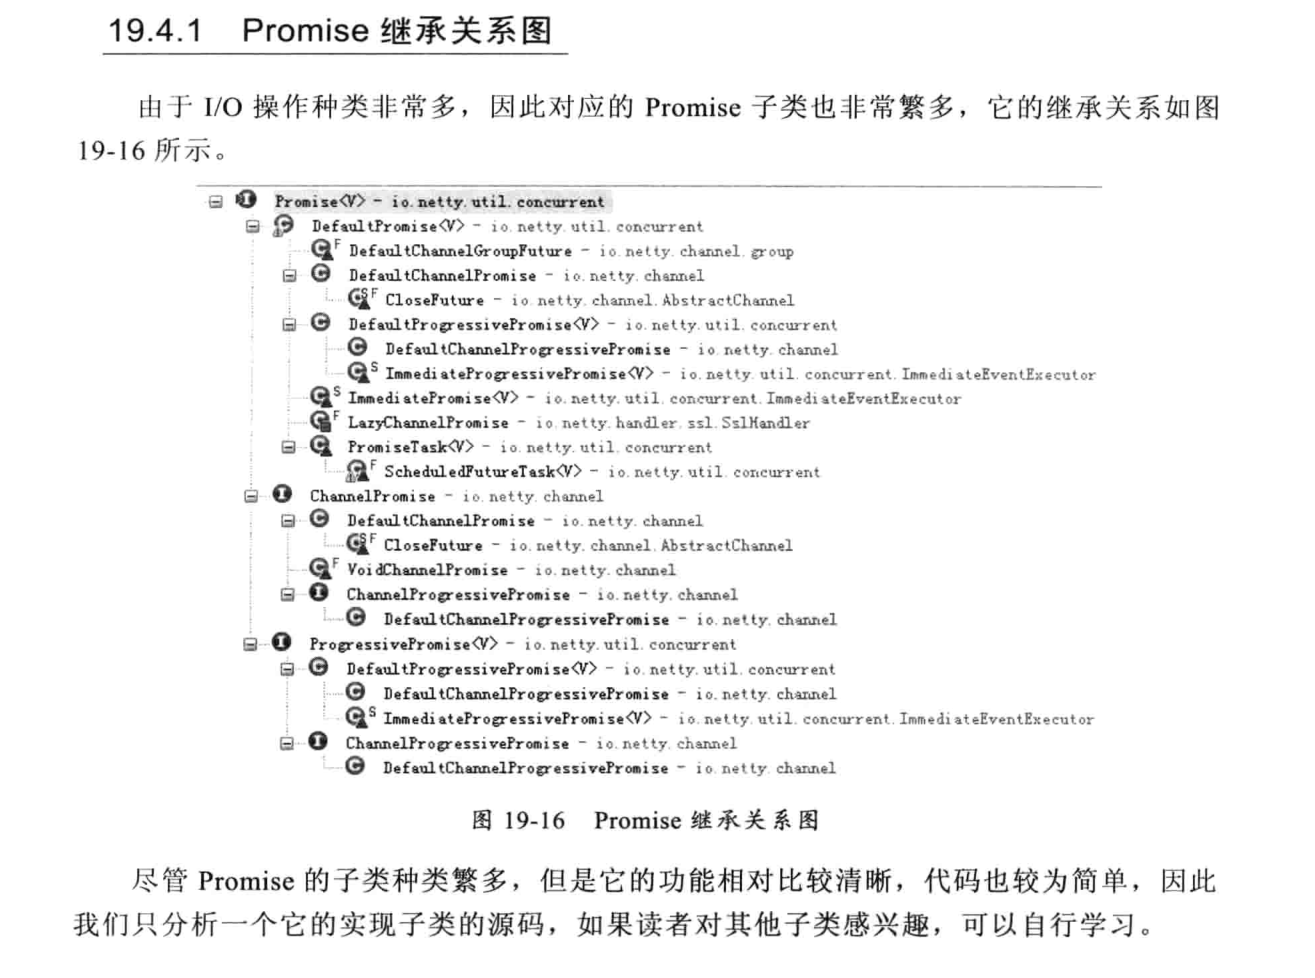 19.4.1 Promise 继承关系图
由于 I/O 操作种类非常多，因此对应的 Promise 子类也非常繁多，它的继承关系如图
19-16 所示。
Promise<V> - io.netty.util.concurrent
DefaultPromise<V> - io.netty.util.concurrent
DefaultChannelGroupFuture - io.netty.channel.group
DefaultChannelPromise - io.netty.channel
CloseFuture - io.netty.channel.AbstractChannel
DefaultProgressivePromise<V> - io.netty.util.concurrent
DefaultChannelProgressivePromise - io.netty.channel
ImmediateProgressivePromise<V> - io.netty.util.concurrent.ImmediateEventExecutor
ImmediatePromise<V> - io.netty.util.concurrent.ImmediateEventExecutor
LazyChannelPromise - io.netty.handler.ssl.SslHandler
PromiseTask<V> - io.netty.util.concurrent
ScheduledFutureTask<V> - io.netty.util.concurrent
ChannelPromise - io.netty.channel
DefaultChannelPromise - io.netty.channel
CloseFuture - io.netty.channel.AbstractChannel
VoidChannelPromise - io.netty.channel
ChannelProgressivePromise - io.netty.channel
DefaultChannelProgressivePromise - io.netty.channel
ProgressivePromise<V> - io.netty.util.concurrent
DefaultProgressivePromise<V> - io.netty.util.concurrent
DefaultChannelProgressivePromise - io.netty.channel
ImmediateProgressivePromise<V> - io.netty.util.concurrent.ImmediateEventExecutor
ChannelProgressivePromise - io.netty.channel
DefaultChannelProgressivePromise - io.netty.channel
图 19-16 Promise 继承关系图
尽管 Promise 的子类种类繁多，但是它的功能相对比较清晰，代码也较为简单，因此
我们只分析一个它的实现子类的源码，如果读者对其他子类感兴趣，可以自行学习。